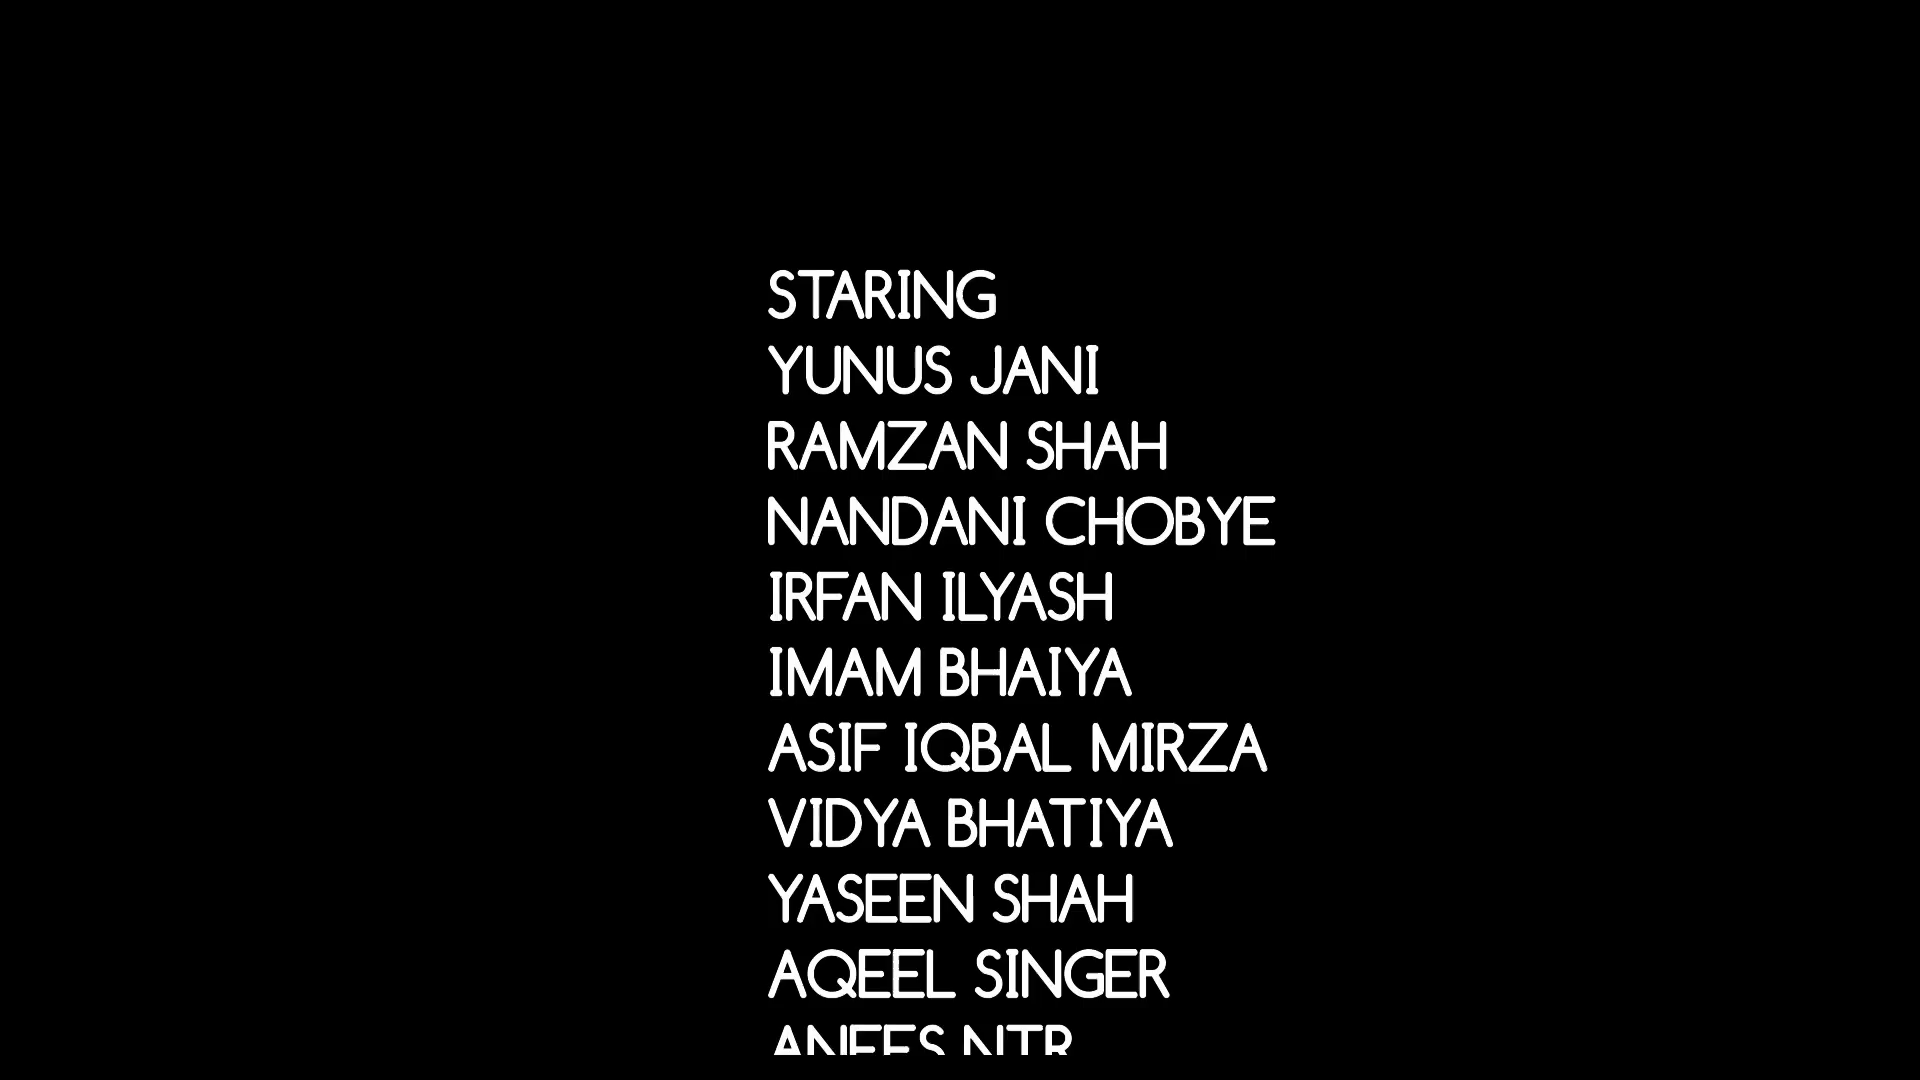 STARING
YUNUS JANI
RAMZAN SHAH
NANDANI CHOBYE
IRFAN ILYASH
IMAM BHAIYA
ASIF IQBAL MIRZA
VIDYA BHATIYA
YASEEN SHAH
AQEEL SINGER
ANEES